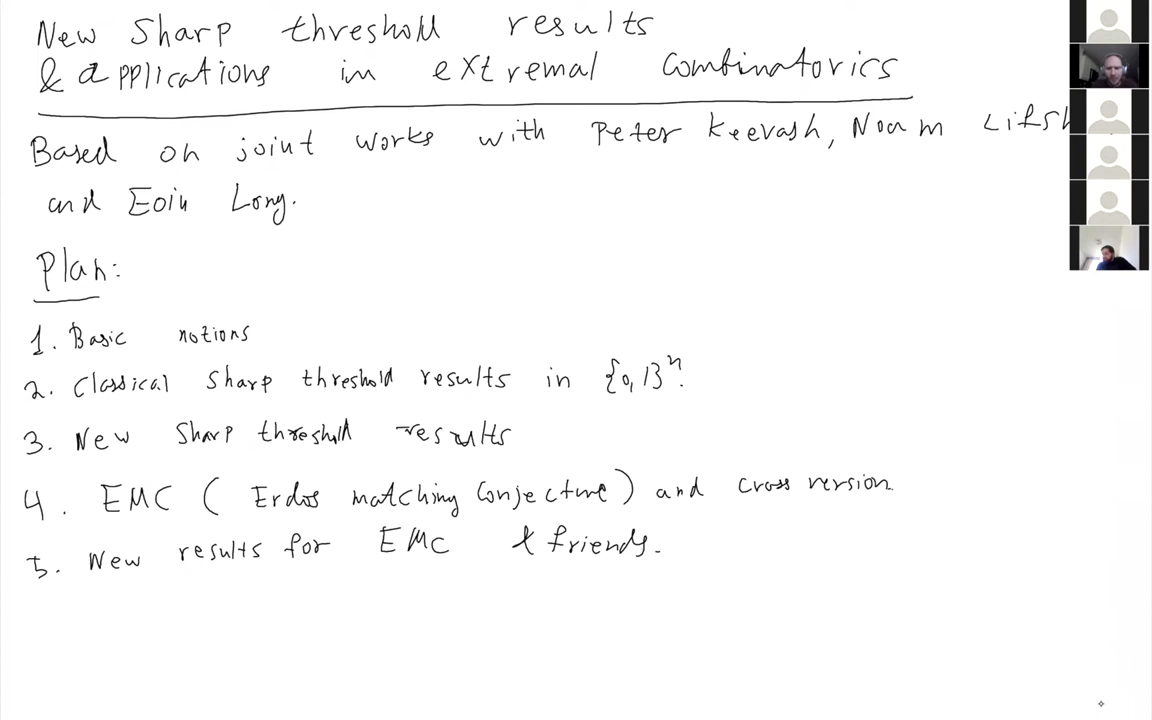 New Sharp threshold results
& applications in extremal combinatorics
Based on joint works with Peter Keevash, Noam
and Eoin Long.
Plan:
1. Basic notions
2. Classical sharp threshold results in {0,1}ⁿ.
3. New sharp threshold results
4. EMC (Erdos matching conjecture) and cross version.
5. New results for EMC & friends.